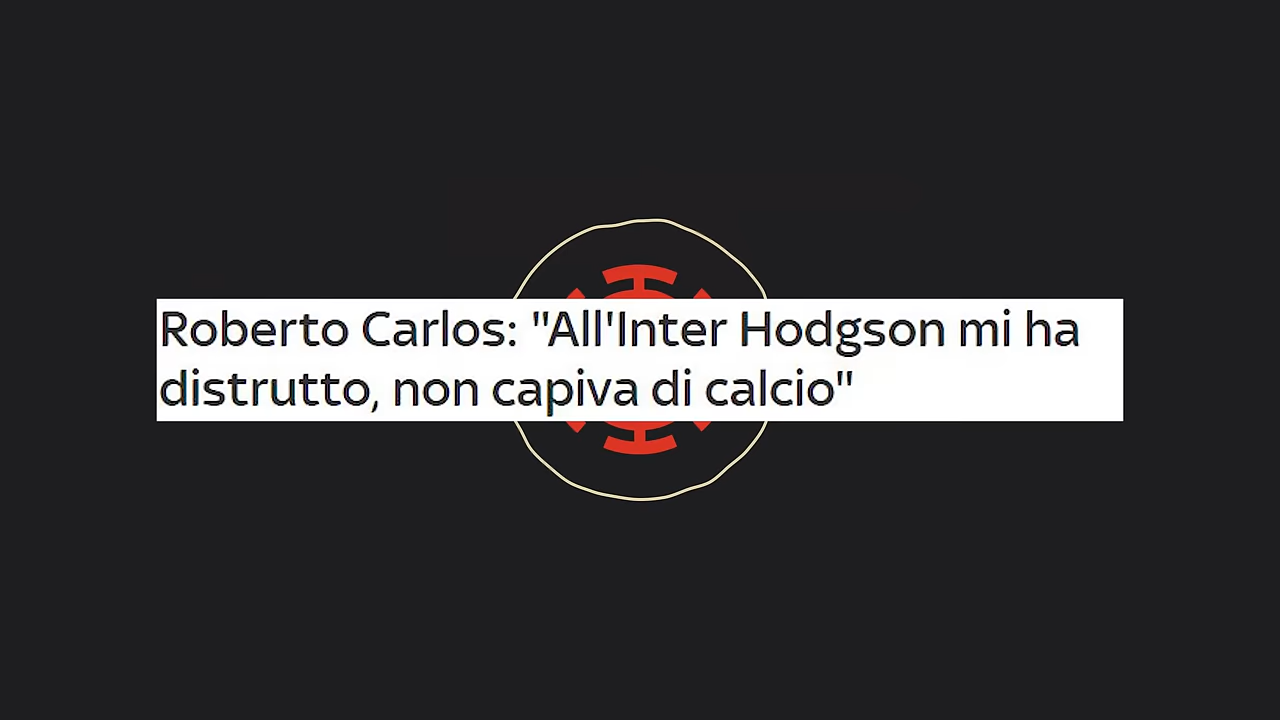 Roberto Carlos: "All'Inter Hodgson mi ha
distrutto, non capiva di calcio"